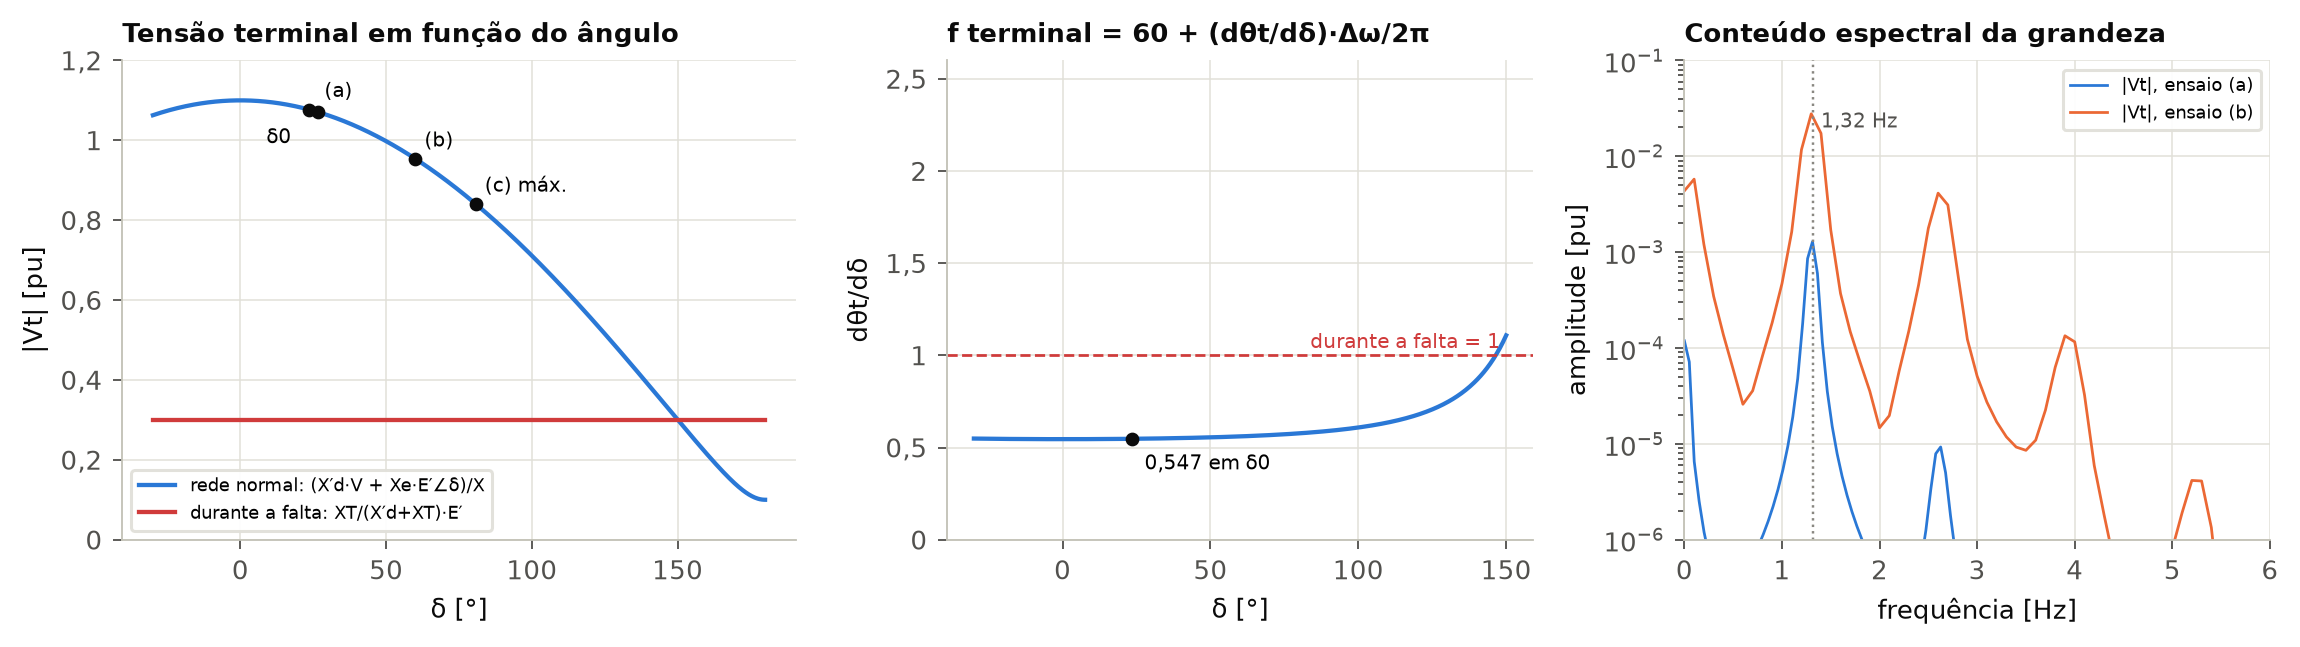 Tensão terminal em função do ângulo
|Vt| [pu]
1,2
1
0,8
0,6
0,4
0,2
0
(a)
δ0
(b)
(c) máx.
rede normal: (X′d·V + Xe·E′∠δ)/X
durante a falta: XT/(X′d+XT)·E′
0
50
100
150
δ [°]
f terminal = 60 + (dθt/dδ)·Δω/2π
dθt/dδ
2,5
2
1,5
1
0,5
0
durante a falta = 1
0,547 em δ0
0
50
100
150
δ [°]
Conteúdo espectral da grandeza
amplitude [pu]
10⁻¹
10⁻²
10⁻³
10⁻⁴
10⁻⁵
10⁻⁶
|Vt|, ensaio (a)
|Vt|, ensaio (b)
1,32 Hz
0
1
2
3
4
5
6
frequência [Hz]